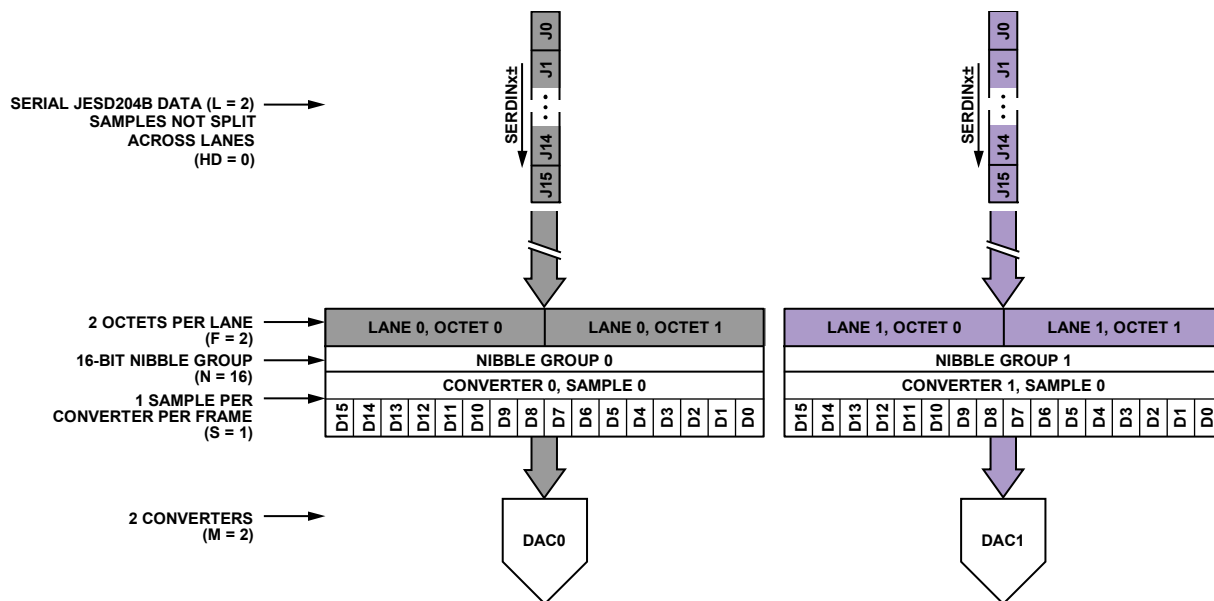 SERIAL JESD204B DATA (L = 2)
SAMPLES NOT SPLIT
ACROSS LANES
(HD = 0)
SERDINx±
J0
J1
J14
J15
SERDINx±
J0
J1
J14
J15
2 OCTETS PER LANE
(F = 2)
LANE 0, OCTET 0
LANE 0, OCTET 1
LANE 1, OCTET 0
LANE 1, OCTET 1
16-BIT NIBBLE GROUP
(N = 16)
NIBBLE GROUP 0
NIBBLE GROUP 1
CONVERTER 0, SAMPLE 0
CONVERTER 1, SAMPLE 0
1 SAMPLE PER
CONVERTER PER FRAME
(S = 1)
D15 D14 D13 D12 D11 D10 D9 D8 D7 D6 D5 D4 D3 D2 D1 D0
D15 D14 D13 D12 D11 D10 D9 D8 D7 D6 D5 D4 D3 D2 D1 D0
2 CONVERTERS
(M = 2)
DAC0
DAC1